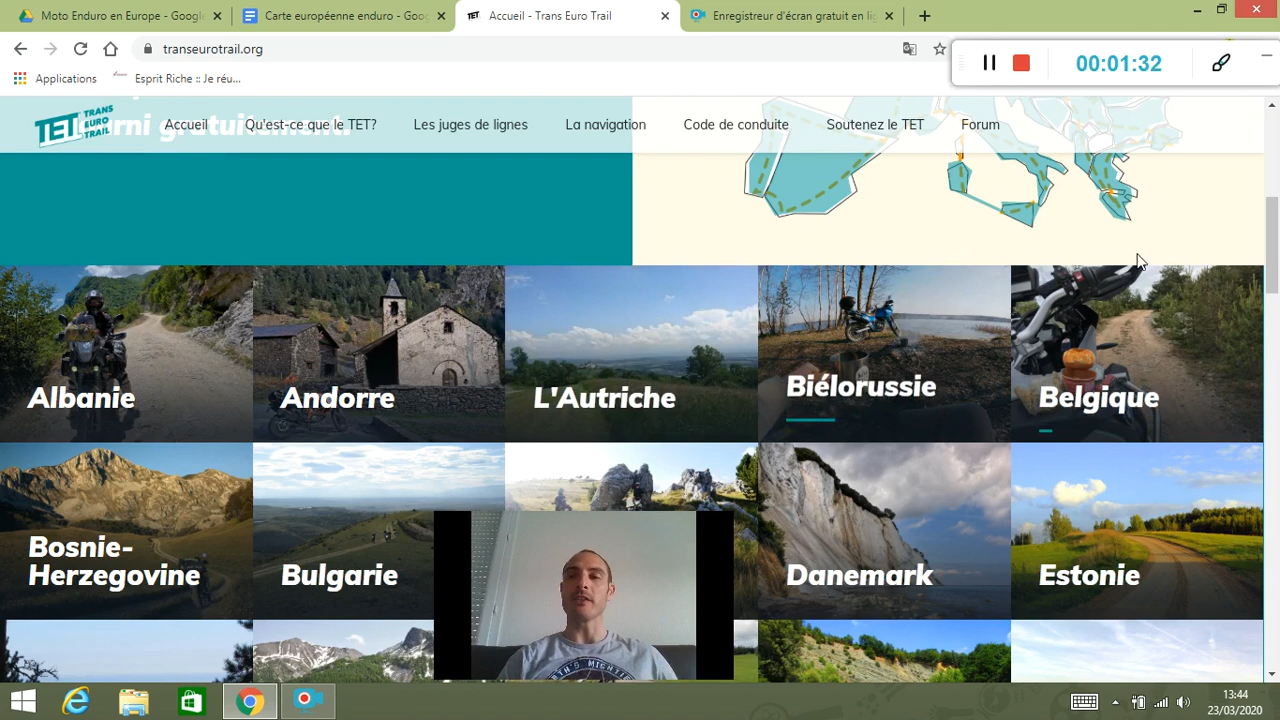 Moto Enduro en Europe - Google
Carte européenne enduro - Goo
Accueil - Trans Euro Trail
Enregistreur d'écran gratuit en li
transeurotrail.org
00:01:32
Applications
Esprit Riche :: Je réu...
TET TRANS
EURO
TRAIL
Accueil
Qu'est-ce que le TET?
Les juges de lignes
La navigation
Code de conduite
Soutenez le TET
Forum
Albanie
Andorre
L'Autriche
Biélorussie
Belgique
Bosnie-
Herzegovine
Bulgarie
Danemark
Estonie
13:44
23/03/2020